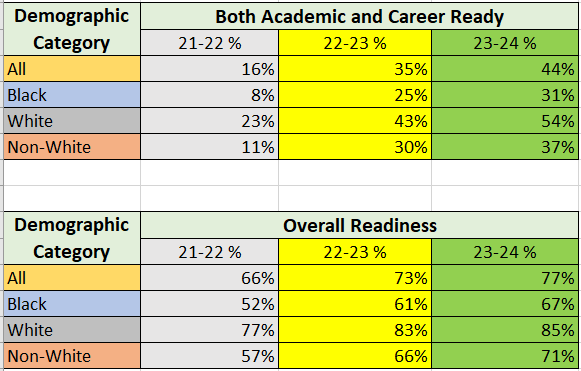 Demographic Category Both Academic and Career Ready
21-22 % 22-23 % 23-24 %
All 16% 35% 44%
Black 8% 25% 31%
White 23% 43% 54%
Non-White 11% 30% 37%
Demographic Category Overall Readiness
21-22 % 22-23 % 23-24 %
All 66% 73% 77%
Black 52% 61% 67%
White 77% 83% 85%
Non-White 57% 66% 71%